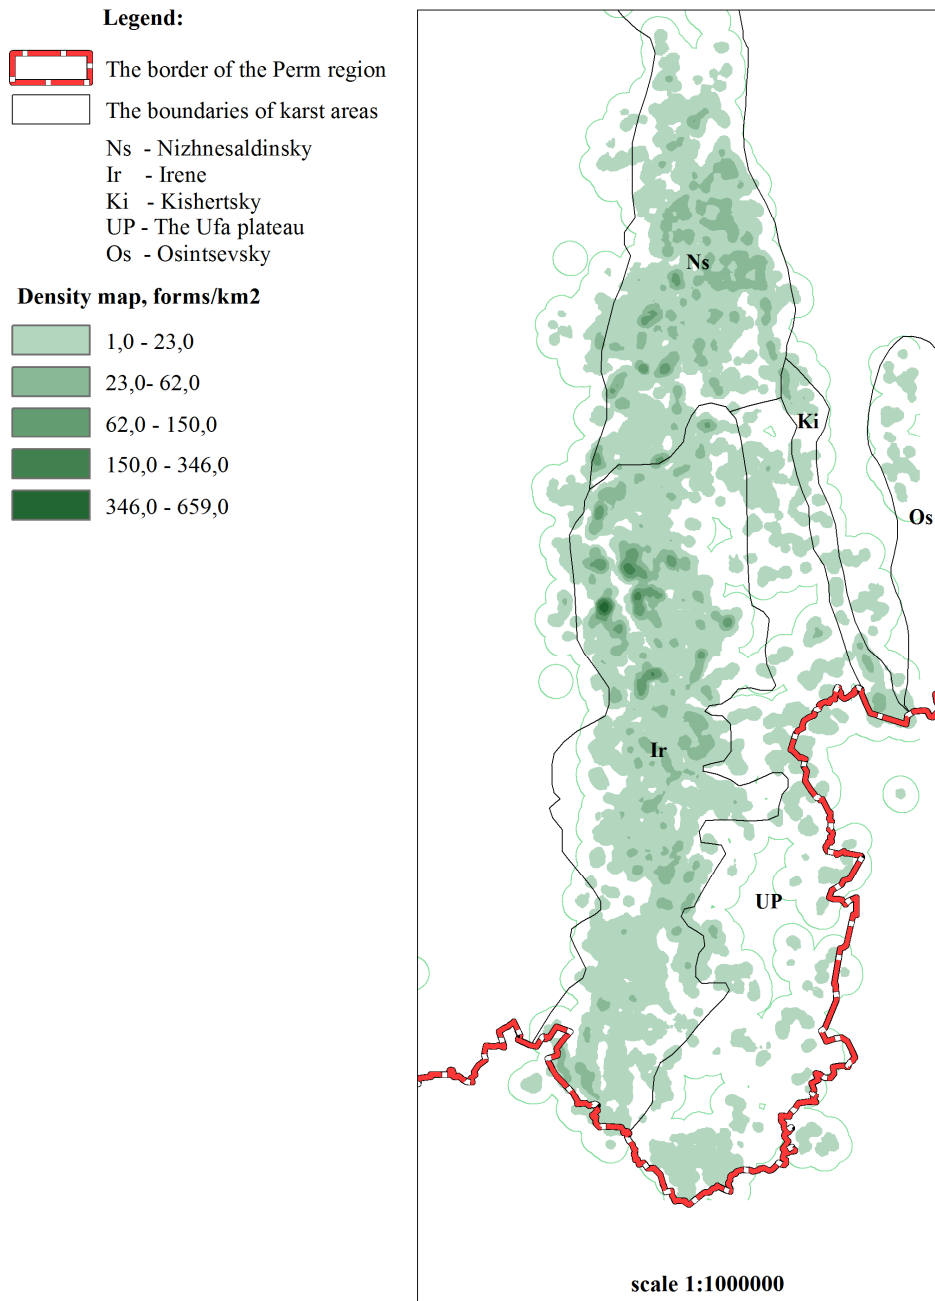 Legend:
The border of the Perm region
The boundaries of karst areas
Ns - Nizhnesaldinsky
Ir - Irene
Ki - Kishertsky
UP - The Ufa plateau
Os - Osintsevsky
Density map, forms/km2
1,0 - 23,0
23,0- 62,0
62,0 - 150,0
150,0 - 346,0
346,0 - 659,0
Ns
Ki
Os
Ir
UP
scale 1:1000000